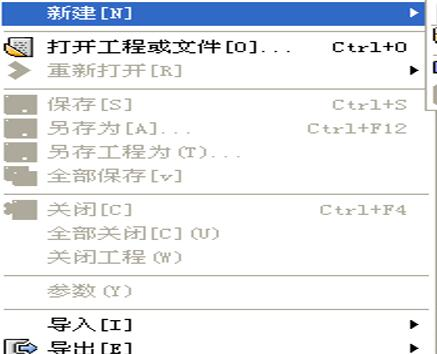 新建[N]
打开工程或文件[O]... Ctrl+O
重新打开[R]
保存[S] Ctrl+S
另存为[A]... Ctrl+F12
另存工程为(T)...
全部保存[v]
关闭[C] Ctrl+F4
全部关闭[C](U)
关闭工程(W)
参数(Y)
导入[I]
导出[E]